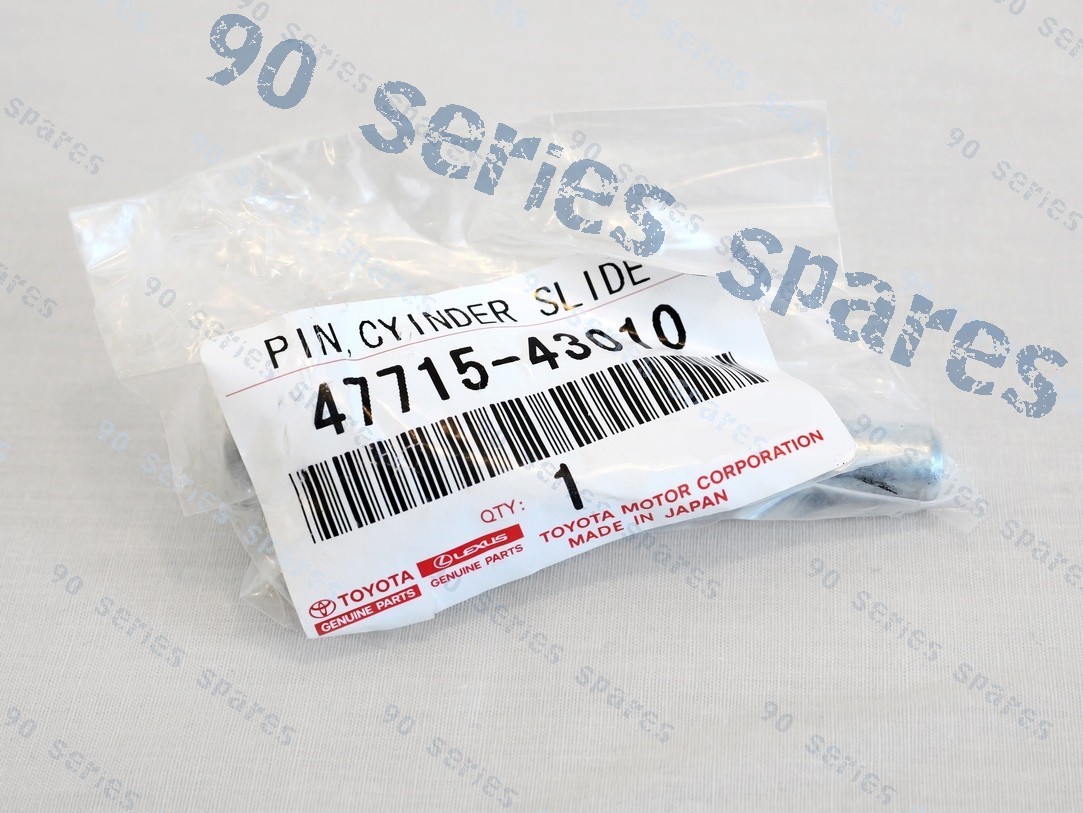 90 series spares
PIN, CYLINDER SLIDE
47715-43010
QTY: 1
TOYOTA
GENUINE PARTS
LEXUS
GENUINE PARTS
TOYOTA MOTOR CORPORATION
MADE IN JAPAN